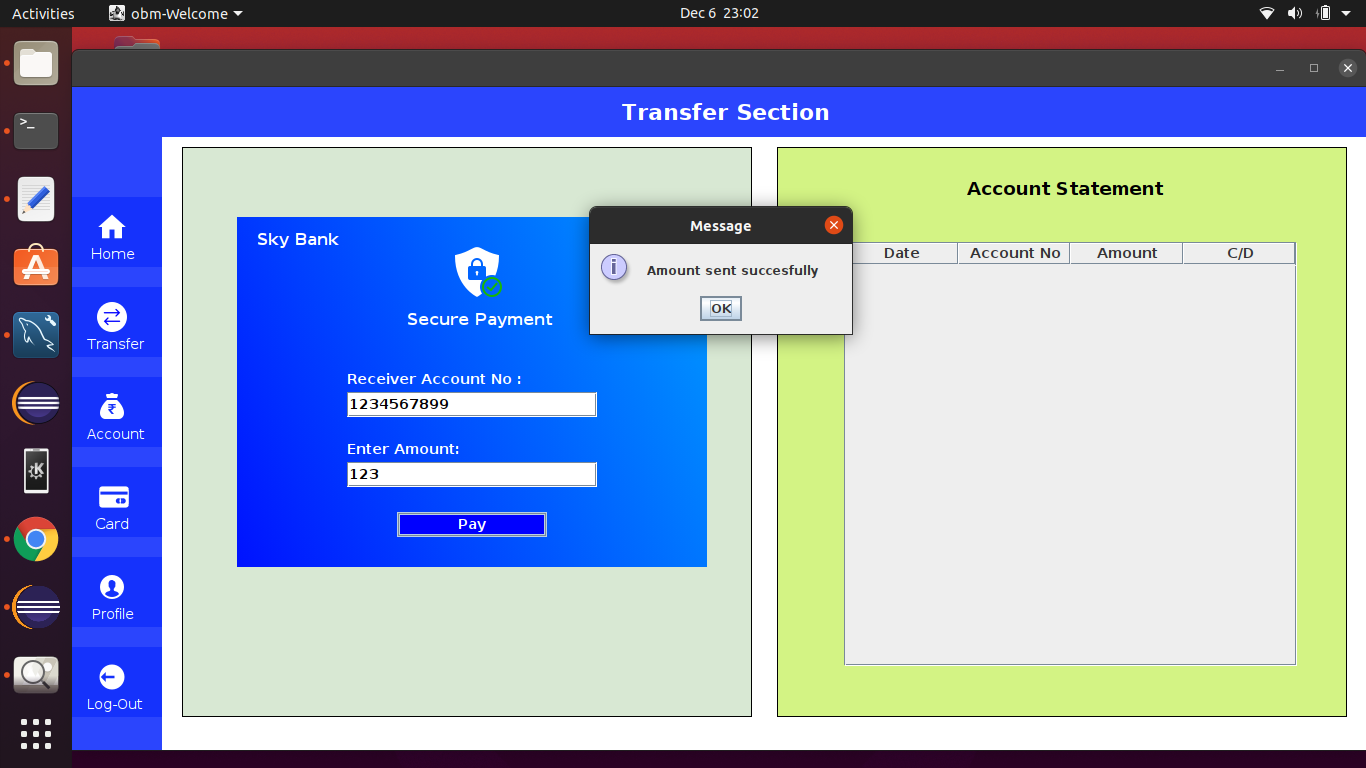 Activities
obm-Welcome
Dec 6 23:02
>_
Transfer Section
Home
Transfer
₹
Account
Card
Profile
Log-Out
Sky Bank
Secure Payment
Receiver Account No :
1234567899
Enter Amount:
123
Pay
Message
i
Amount sent succesfully
OK
Account Statement
Date Account No Amount C/D